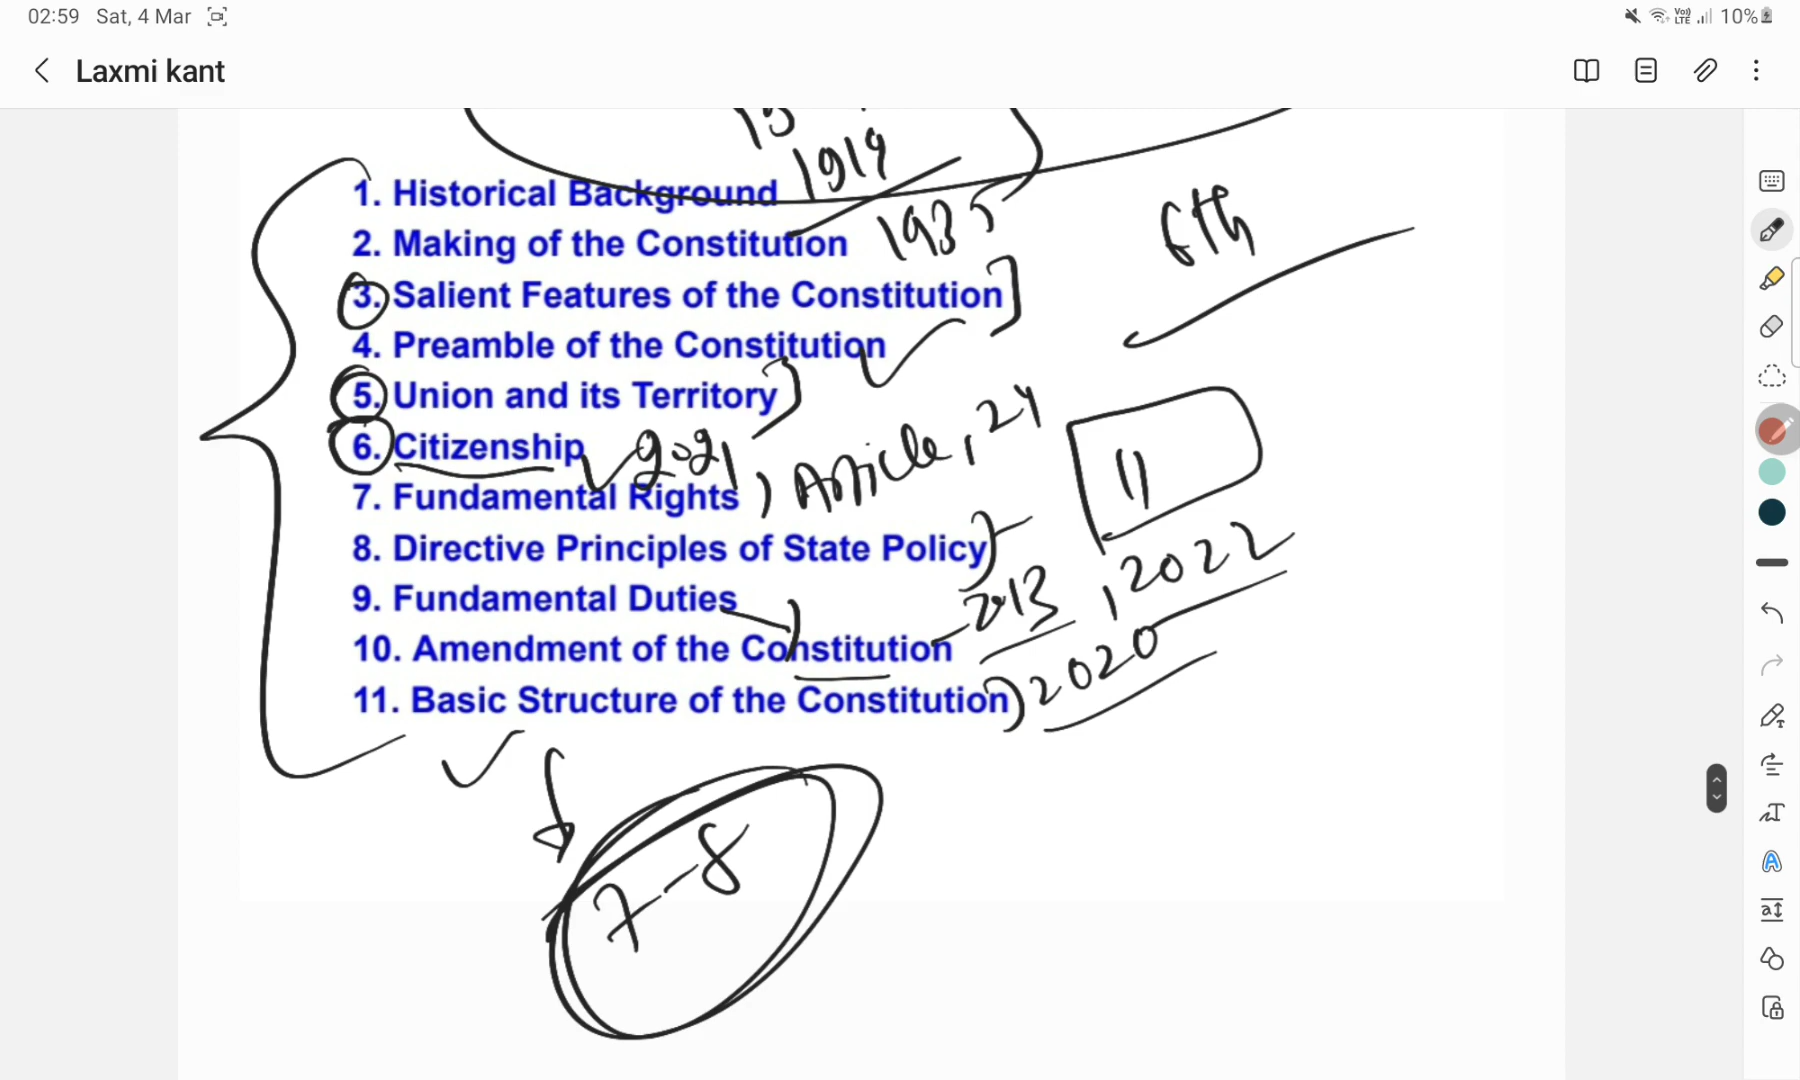 02:59 Sat, 4 Mar
Vo) LTE 10%
Laxmi kant
1919
1. Historical Background
2. Making of the Constitution 1935
6th
3. Salient Features of the Constitution
4. Preamble of the Constitution
5. Union and its Territory
6. Citizenship 2021
7. Fundamental Rights ) Article, 24
11
8. Directive Principles of State Policy
9. Fundamental Duties
10. Amendment of the Constitution - 2013, 2022
11. Basic Structure of the Constitution) 2020
7-8